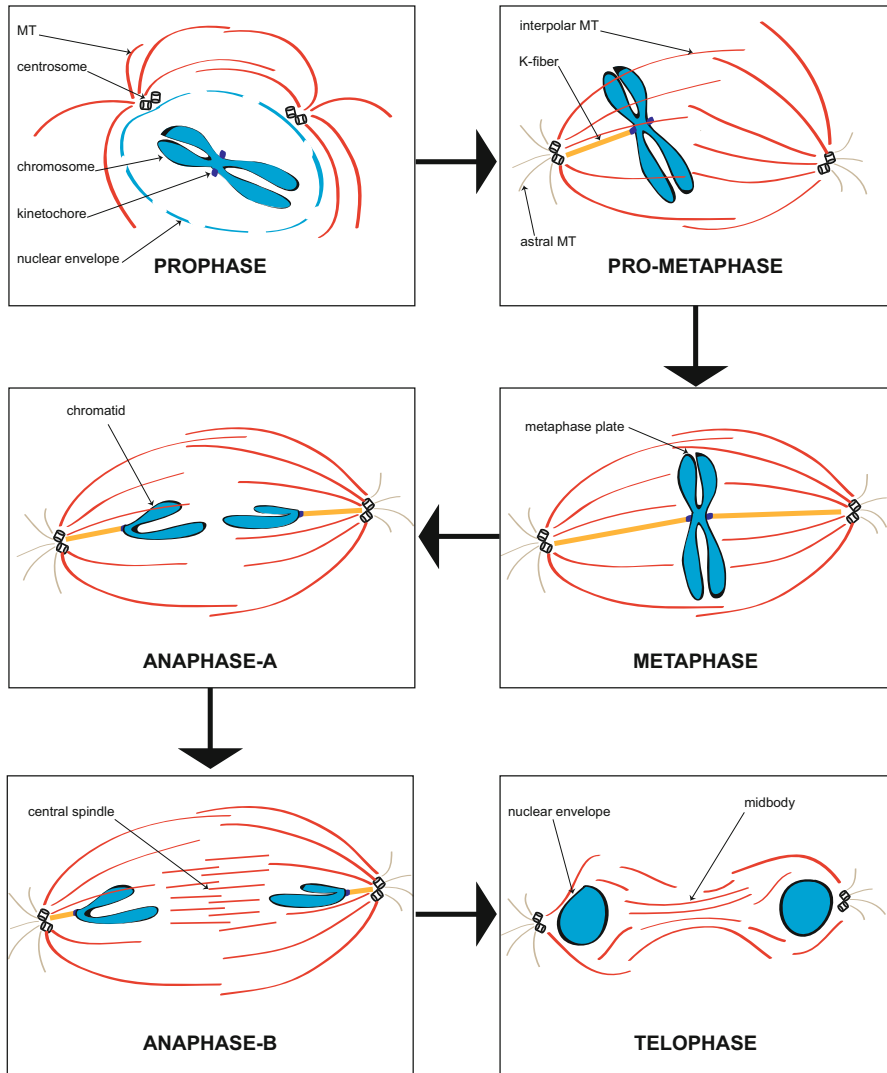 MT
centrosome
chromosome
kinetochore
nuclear envelope
PROPHASE
interpolar MT
K-fiber
astral MT
PRO-METAPHASE
chromatid
ANAPHASE-A
metaphase plate
METAPHASE
central spindle
ANAPHASE-B
nuclear envelope
midbody
TELOPHASE